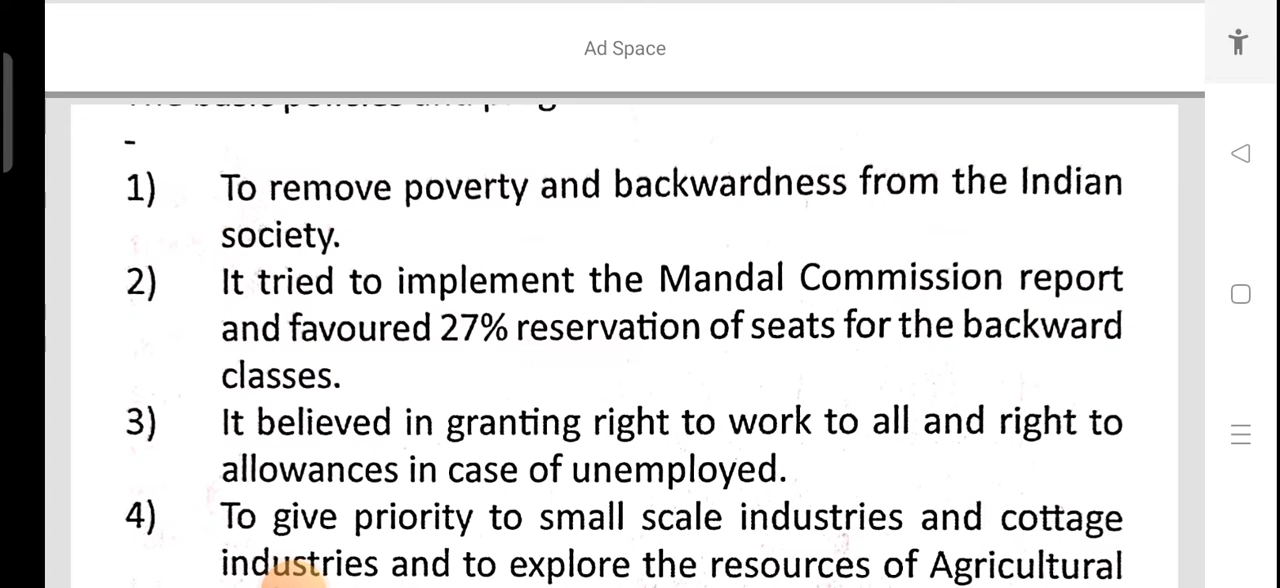 Ad Space
1) To remove poverty and backwardness from the Indian
society.
2) It tried to implement the Mandal Commission report
and favoured 27% reservation of seats for the backward
classes.
3) It believed in granting right to work to all and right to
allowances in case of unemployed.
4) To give priority to small scale industries and cottage
industries and to explore the resources of Agricultural